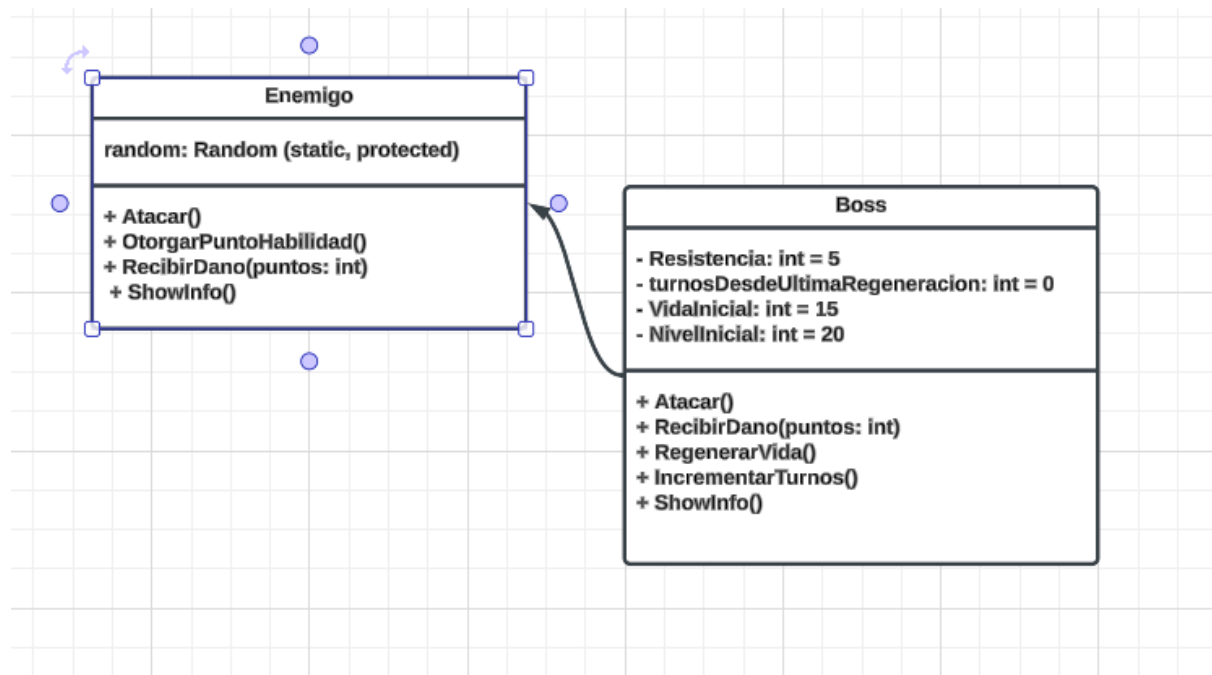 Enemigo
random: Random (static, protected)
+ Atacar()
+ OtorgarPuntoHabilidad()
+ RecibirDano(puntos: int)
+ ShowInfo()
Boss
- Resistencia: int = 5
- turnosDesdeUltimaRegeneracion: int = 0
- VidaInicial: int = 15
- NivelInicial: int = 20
+ Atacar()
+ RecibirDano(puntos: int)
+ RegenerarVida()
+ IncrementarTurnos()
+ ShowInfo()